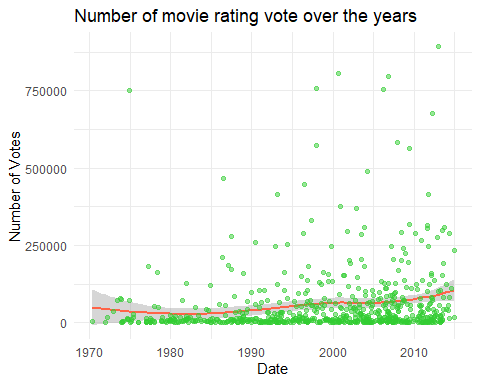 Number of movie rating vote over the years
Number of Votes
750000
500000
250000
0
1970 1980 1990 2000 2010
Date